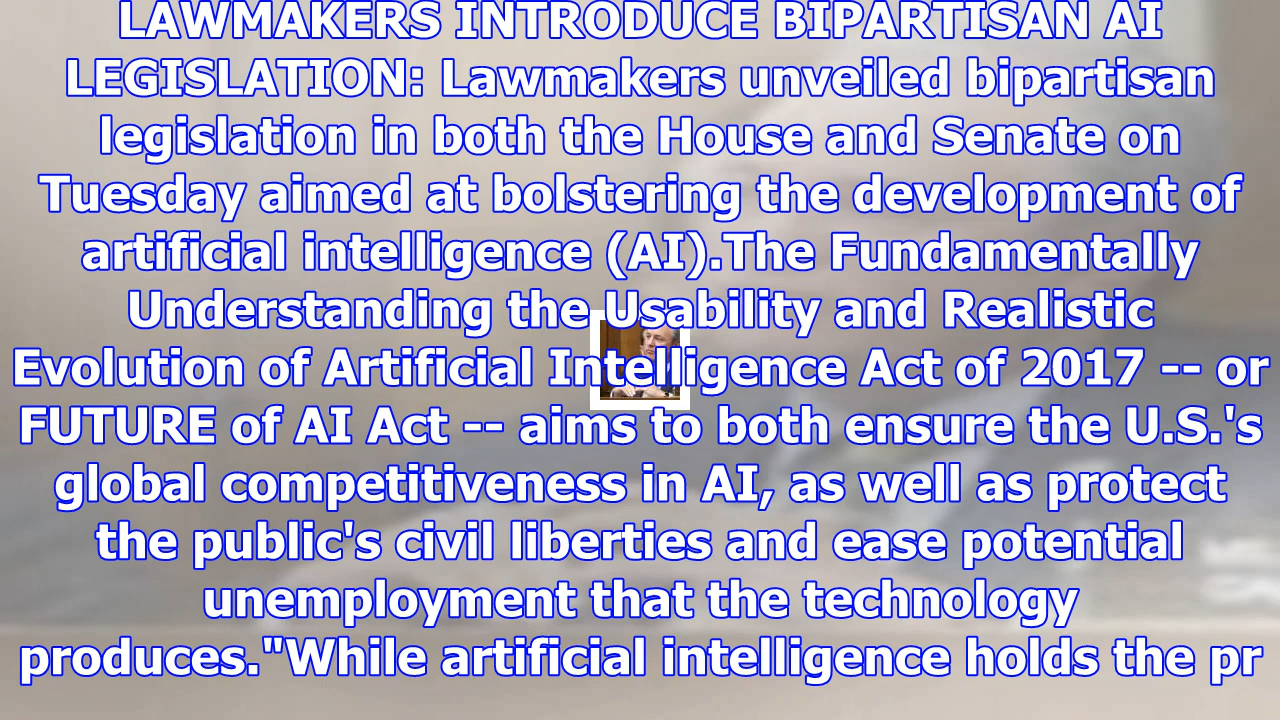 LAWMAKERS INTRODUCE BIPARTISAN AI
LEGISLATION: Lawmakers unveiled bipartisan
legislation in both the House and Senate on
Tuesday aimed at bolstering the development of
artificial intelligence (AI).The Fundamentally
Understanding the Usability and Realistic
Evolution of Artificial Intelligence Act of 2017 -- or
FUTURE of AI Act -- aims to both ensure the U.S.'s
global competitiveness in AI, as well as protect
the public's civil liberties and ease potential
unemployment that the technology
produces."While artificial intelligence holds the pr